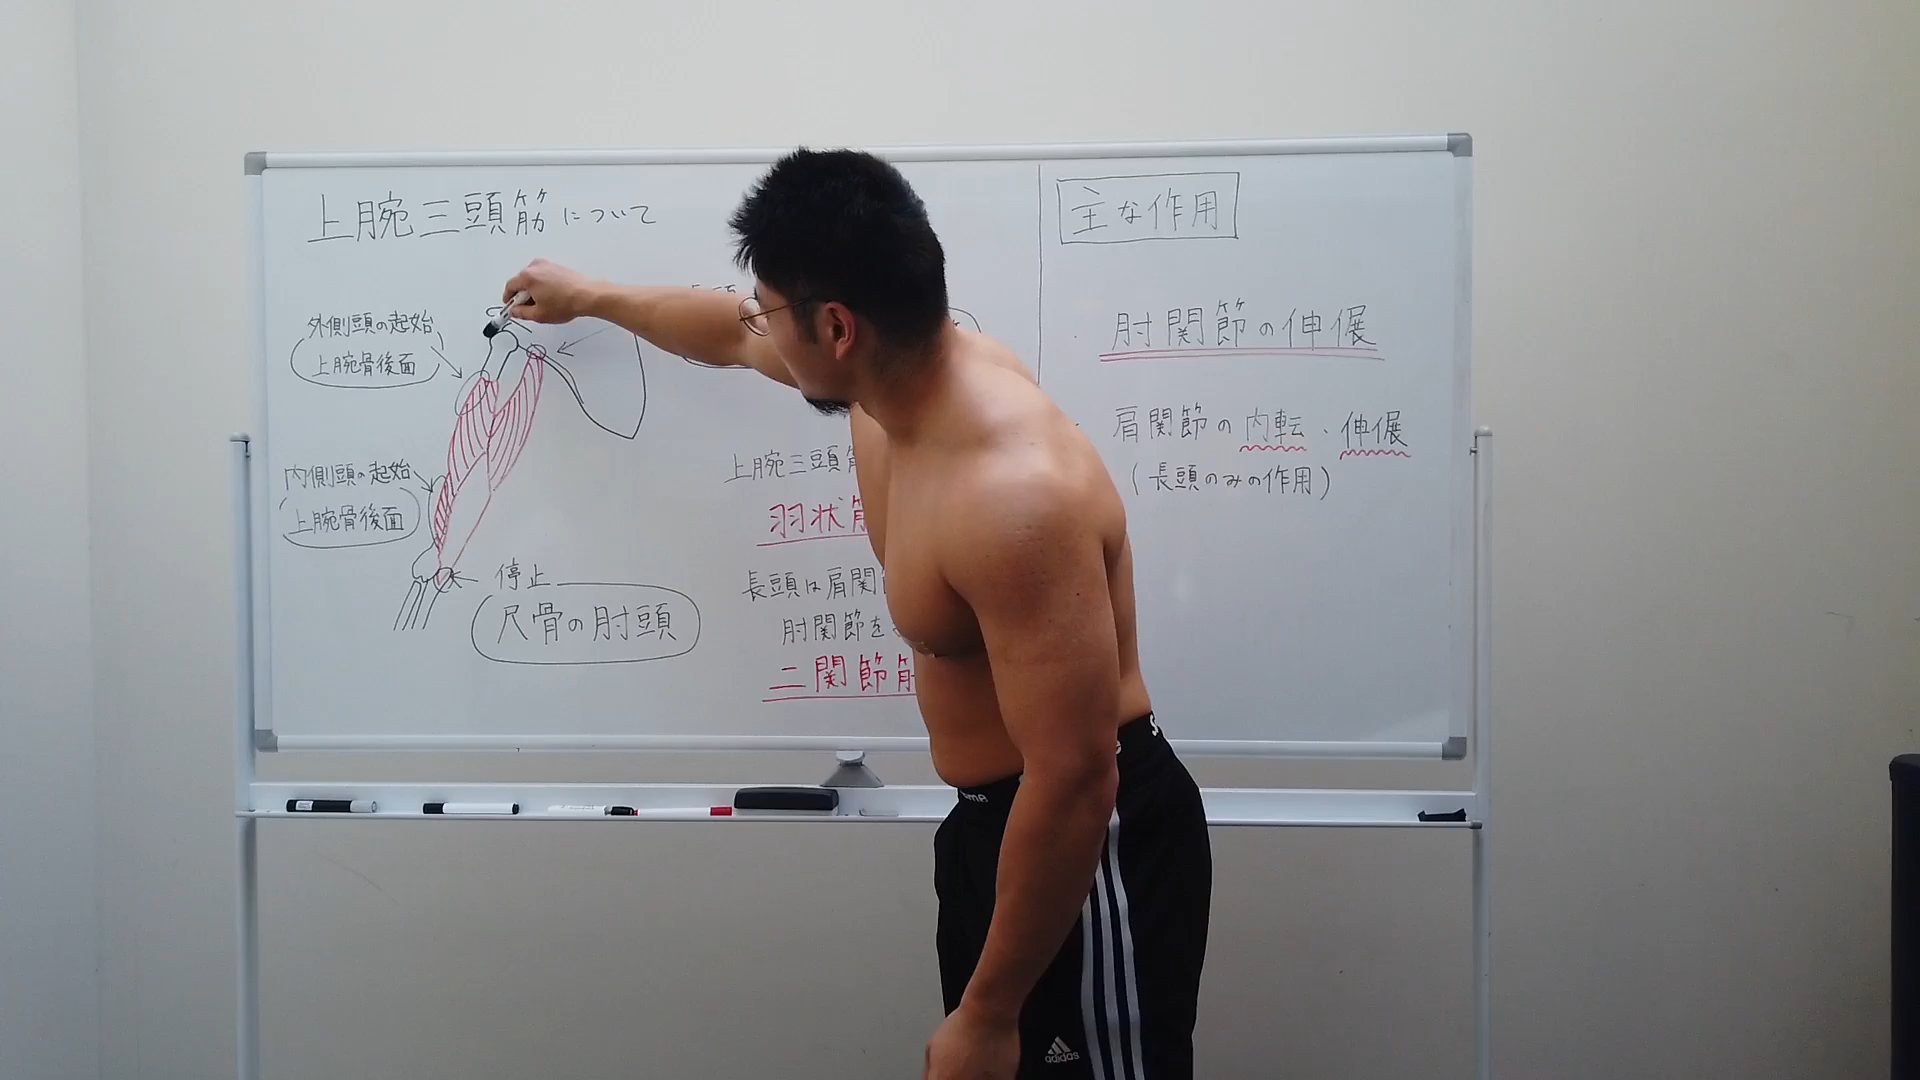 上腕三頭筋について
外側頭の起始
上腕骨後面
内側頭の起始
上腕骨後面
停止
尺骨の肘頭
上腕三頭筋
羽状筋
長頭は肩関
肘関節を
二関節筋
主な作用
肘関節の伸展
肩関節の内転、伸展
(長頭のみの作用)
adidas